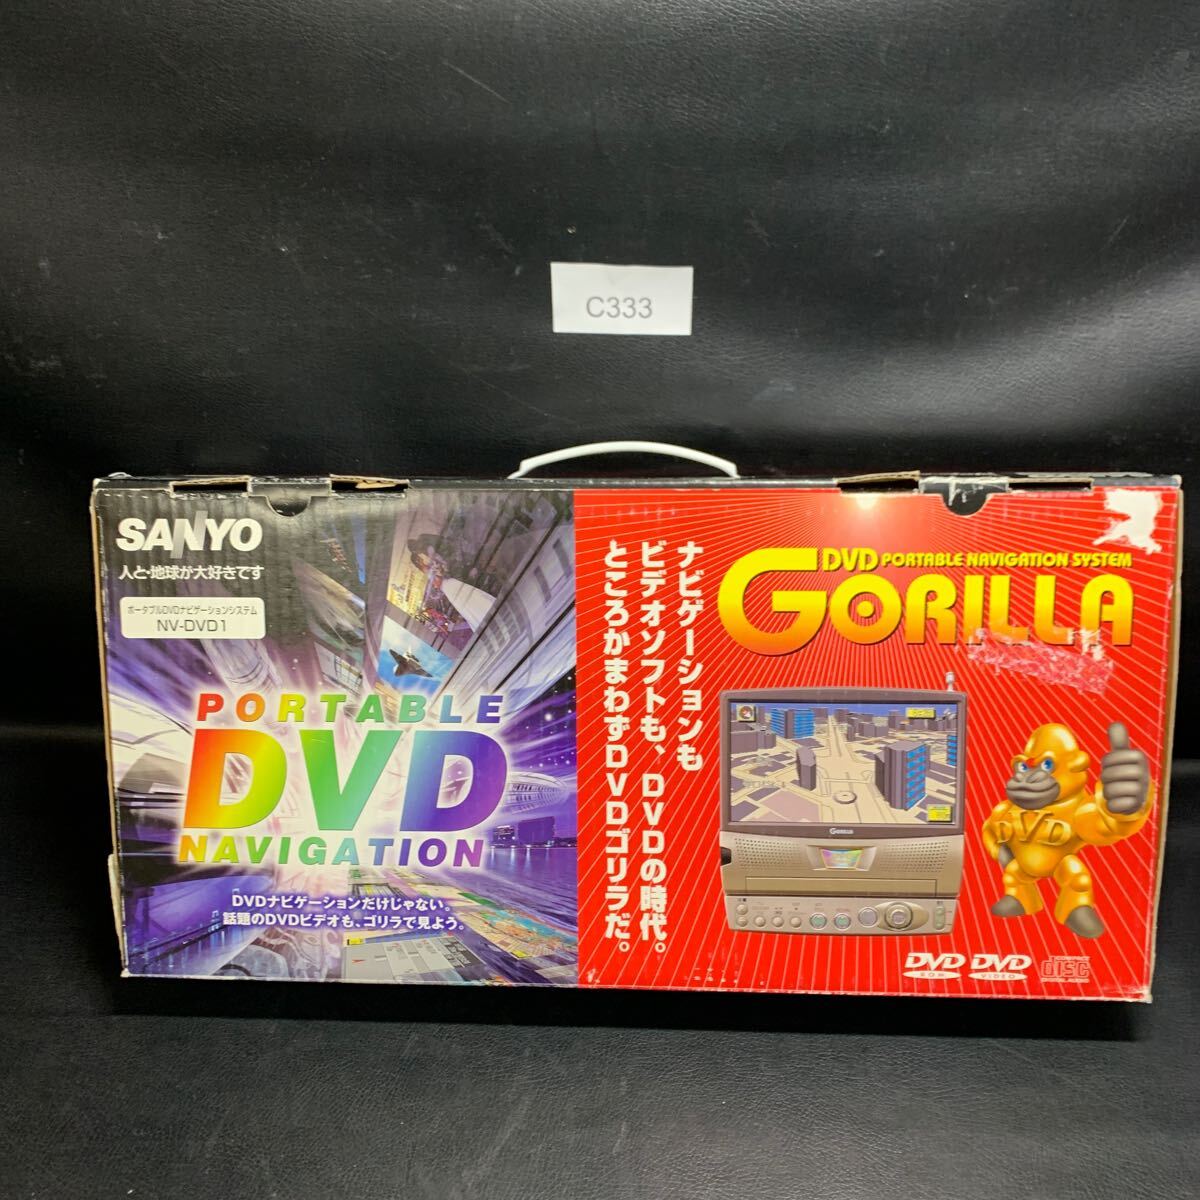 C333
SANYO
人と・地球が大好きです
ポータブルDVDナビゲーションシステム
NV-DVD1
PORTABLE
DVD
NAVIGATION
DVDナビゲーションだけじゃない。
話題のDVDビデオも、ゴリラで見よう。
ナビゲーションも
ビデオソフトも、DVDの時代。
ところかまわずDVDゴリラだ。
DVD PORTABLE NAVIGATION SYSTEM
GORILLA
GORILLA
DVD
DVD
ROM
DVD
VIDEO
COMPACT
disc
DIGITAL AUDIO